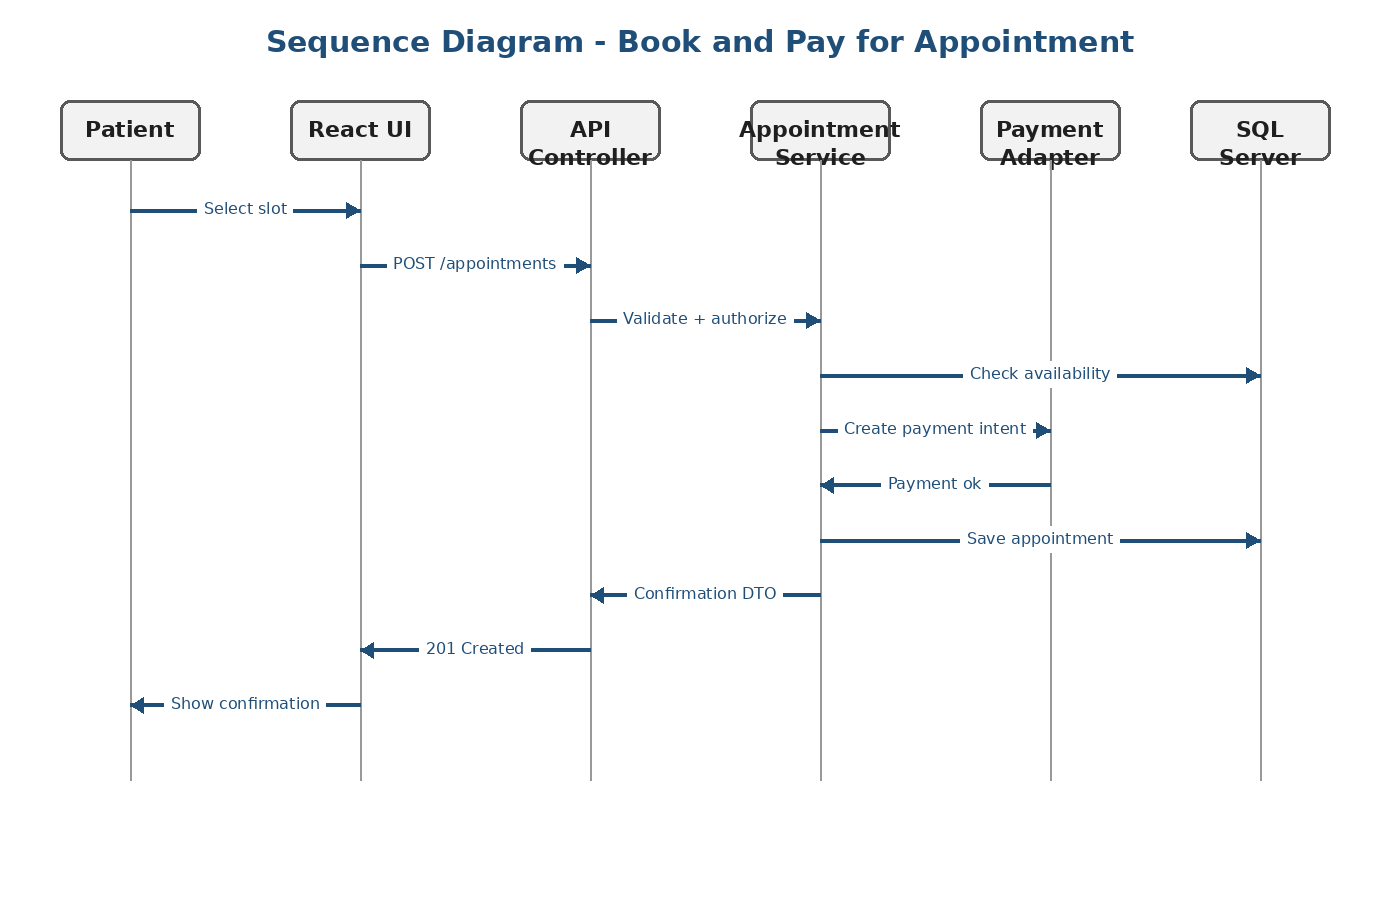 Sequence Diagram - Book and Pay for Appointment
Patient
React UI
API
Controller
Appointment
Service
Payment
Adapter
SQL
Server
Select slot
POST /appointments
Validate + authorize
Check availability
Create payment intent
Payment ok
Save appointment
Confirmation DTO
201 Created
Show confirmation